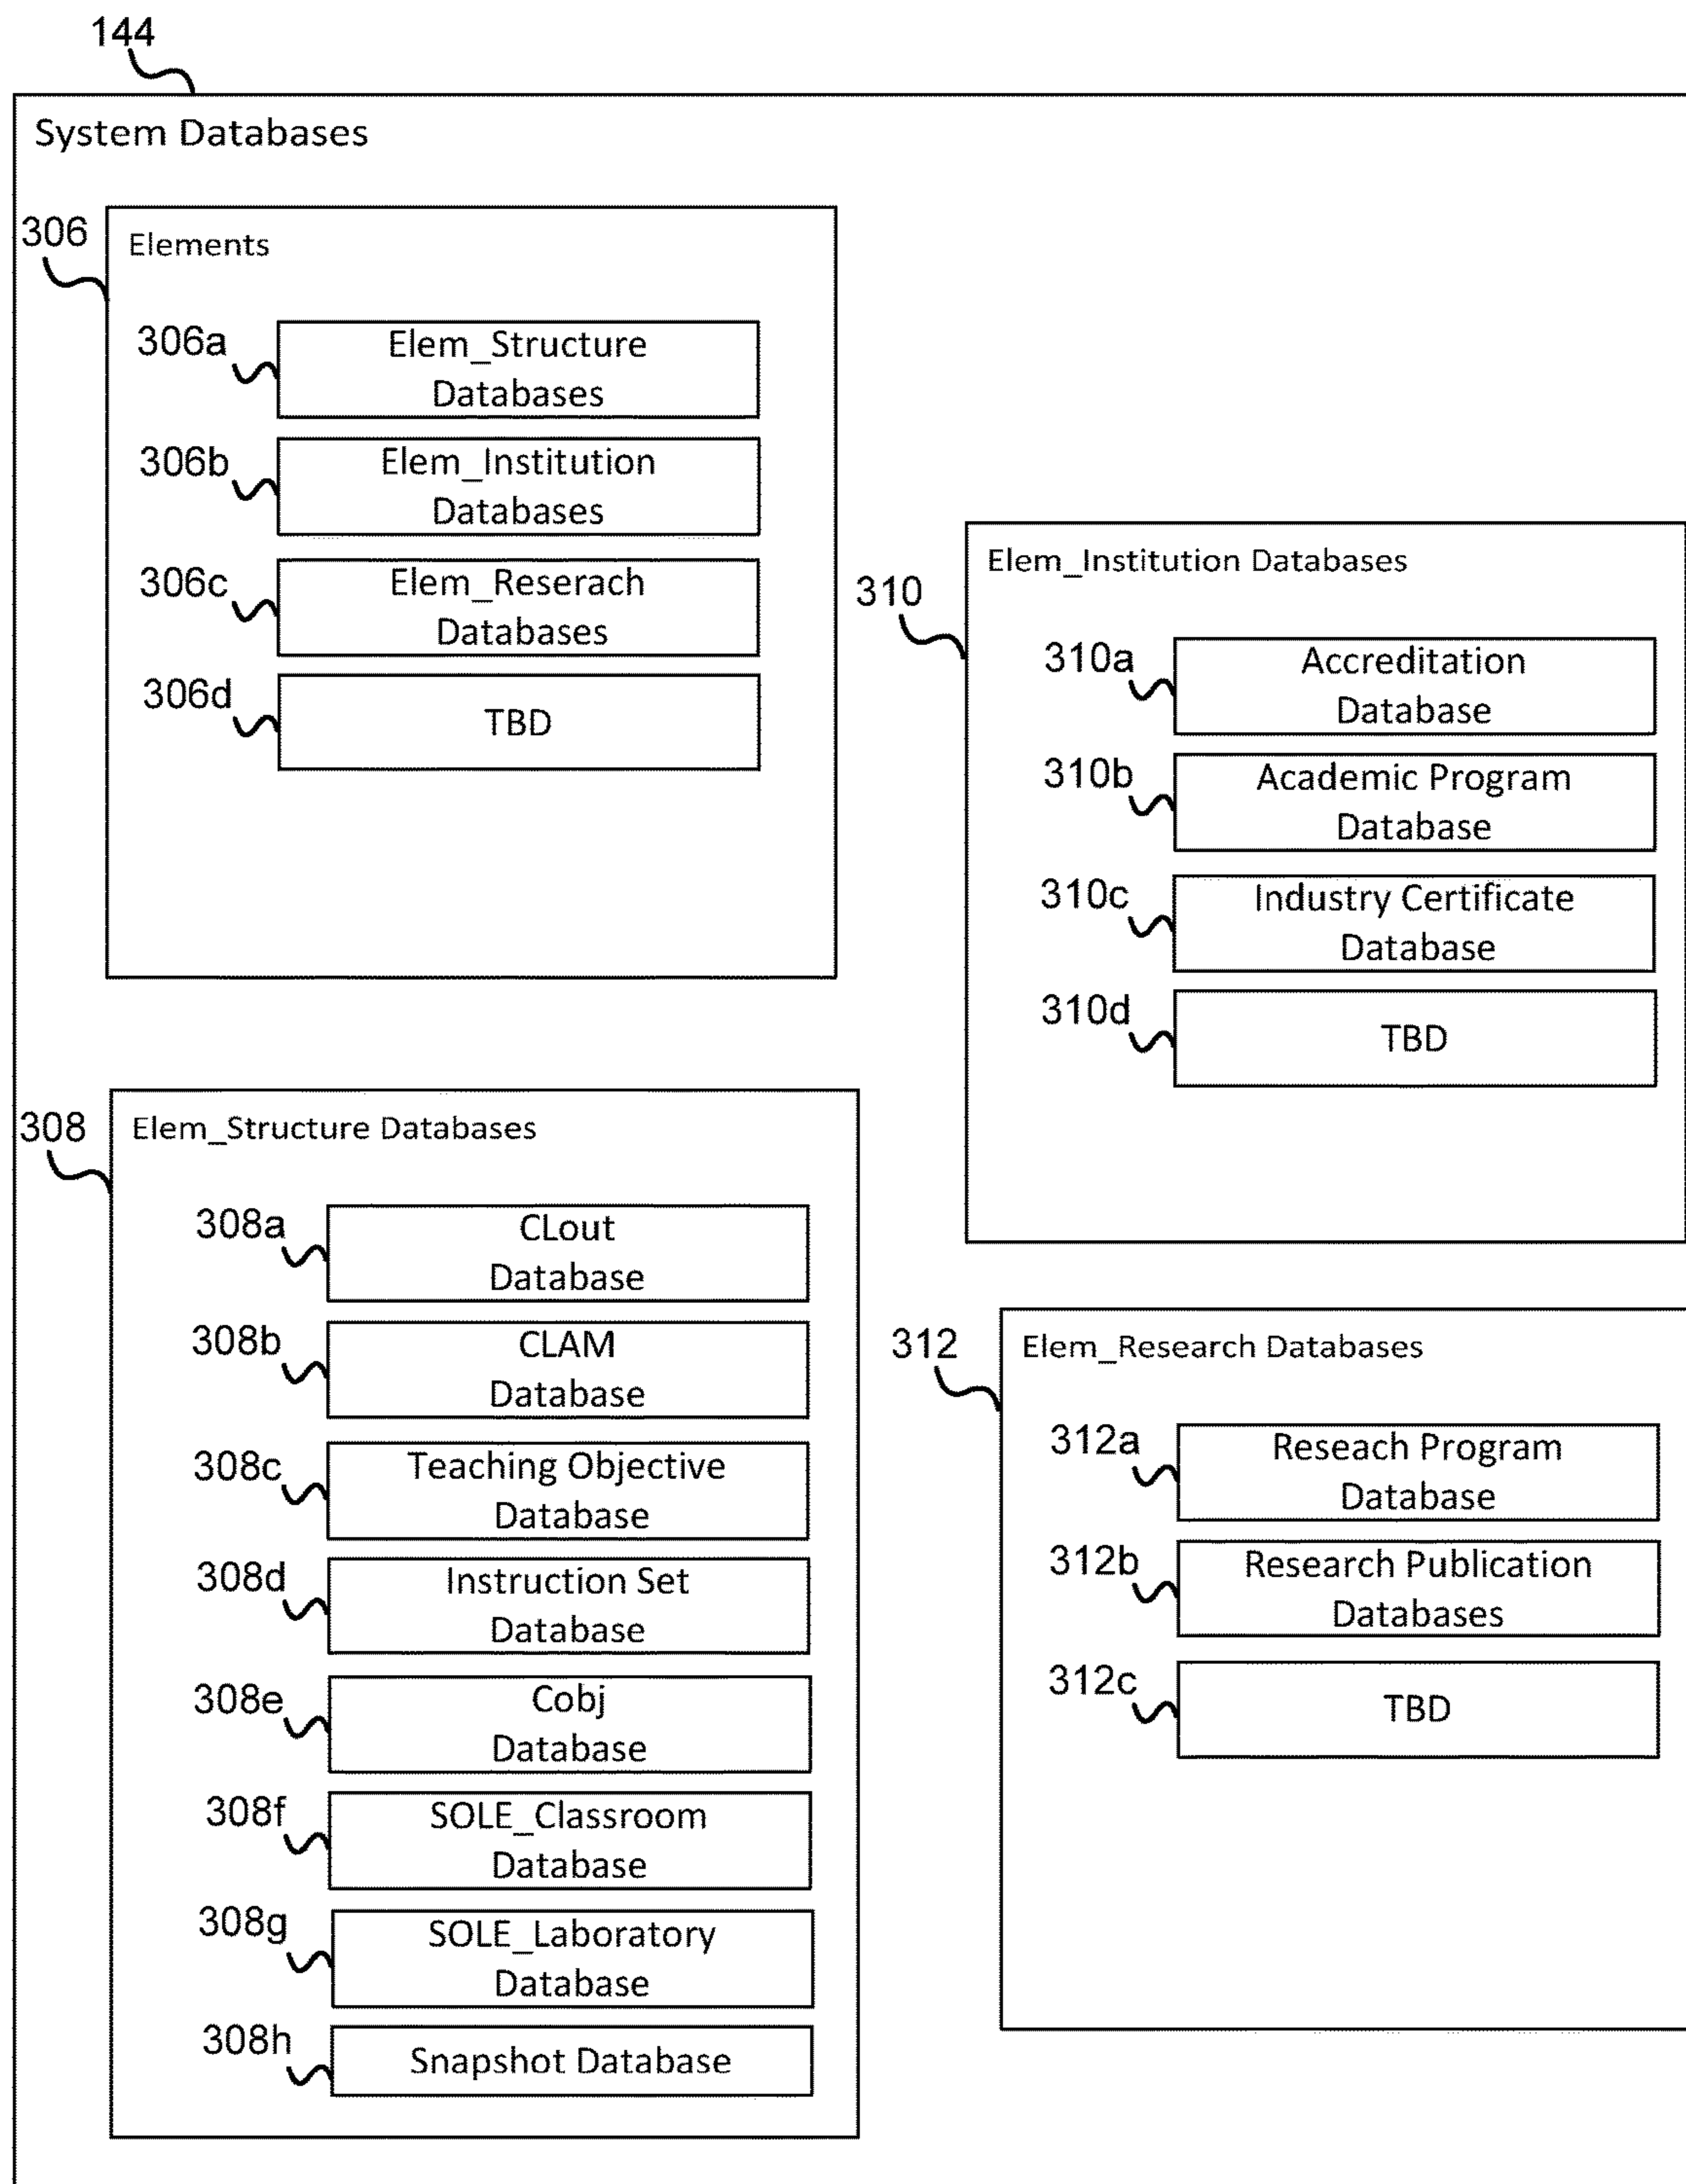 144
System Databases
306
Elements
306a
Elem_Structure
Databases
306b
Elem_Institution
Databases
306c
Elem_Reserach
Databases
306d
TBD
310
Elem_Institution Databases
310a
Accreditation
Database
310b
Academic Program
Database
310c
Industry Certificate
Database
310d
TBD
308
Elem_Structure Databases
308a
CLout
Database
308b
CLAM
Database
308c
Teaching Objective
Database
308d
Instruction Set
Database
308e
Cobj
Database
308f
SOLE_Classroom
Database
308g
SOLE_Laboratory
Database
308h
Snapshot Database
312
Elem_Research Databases
312a
Reseach Program
Database
312b
Research Publication
Databases
312c
TBD